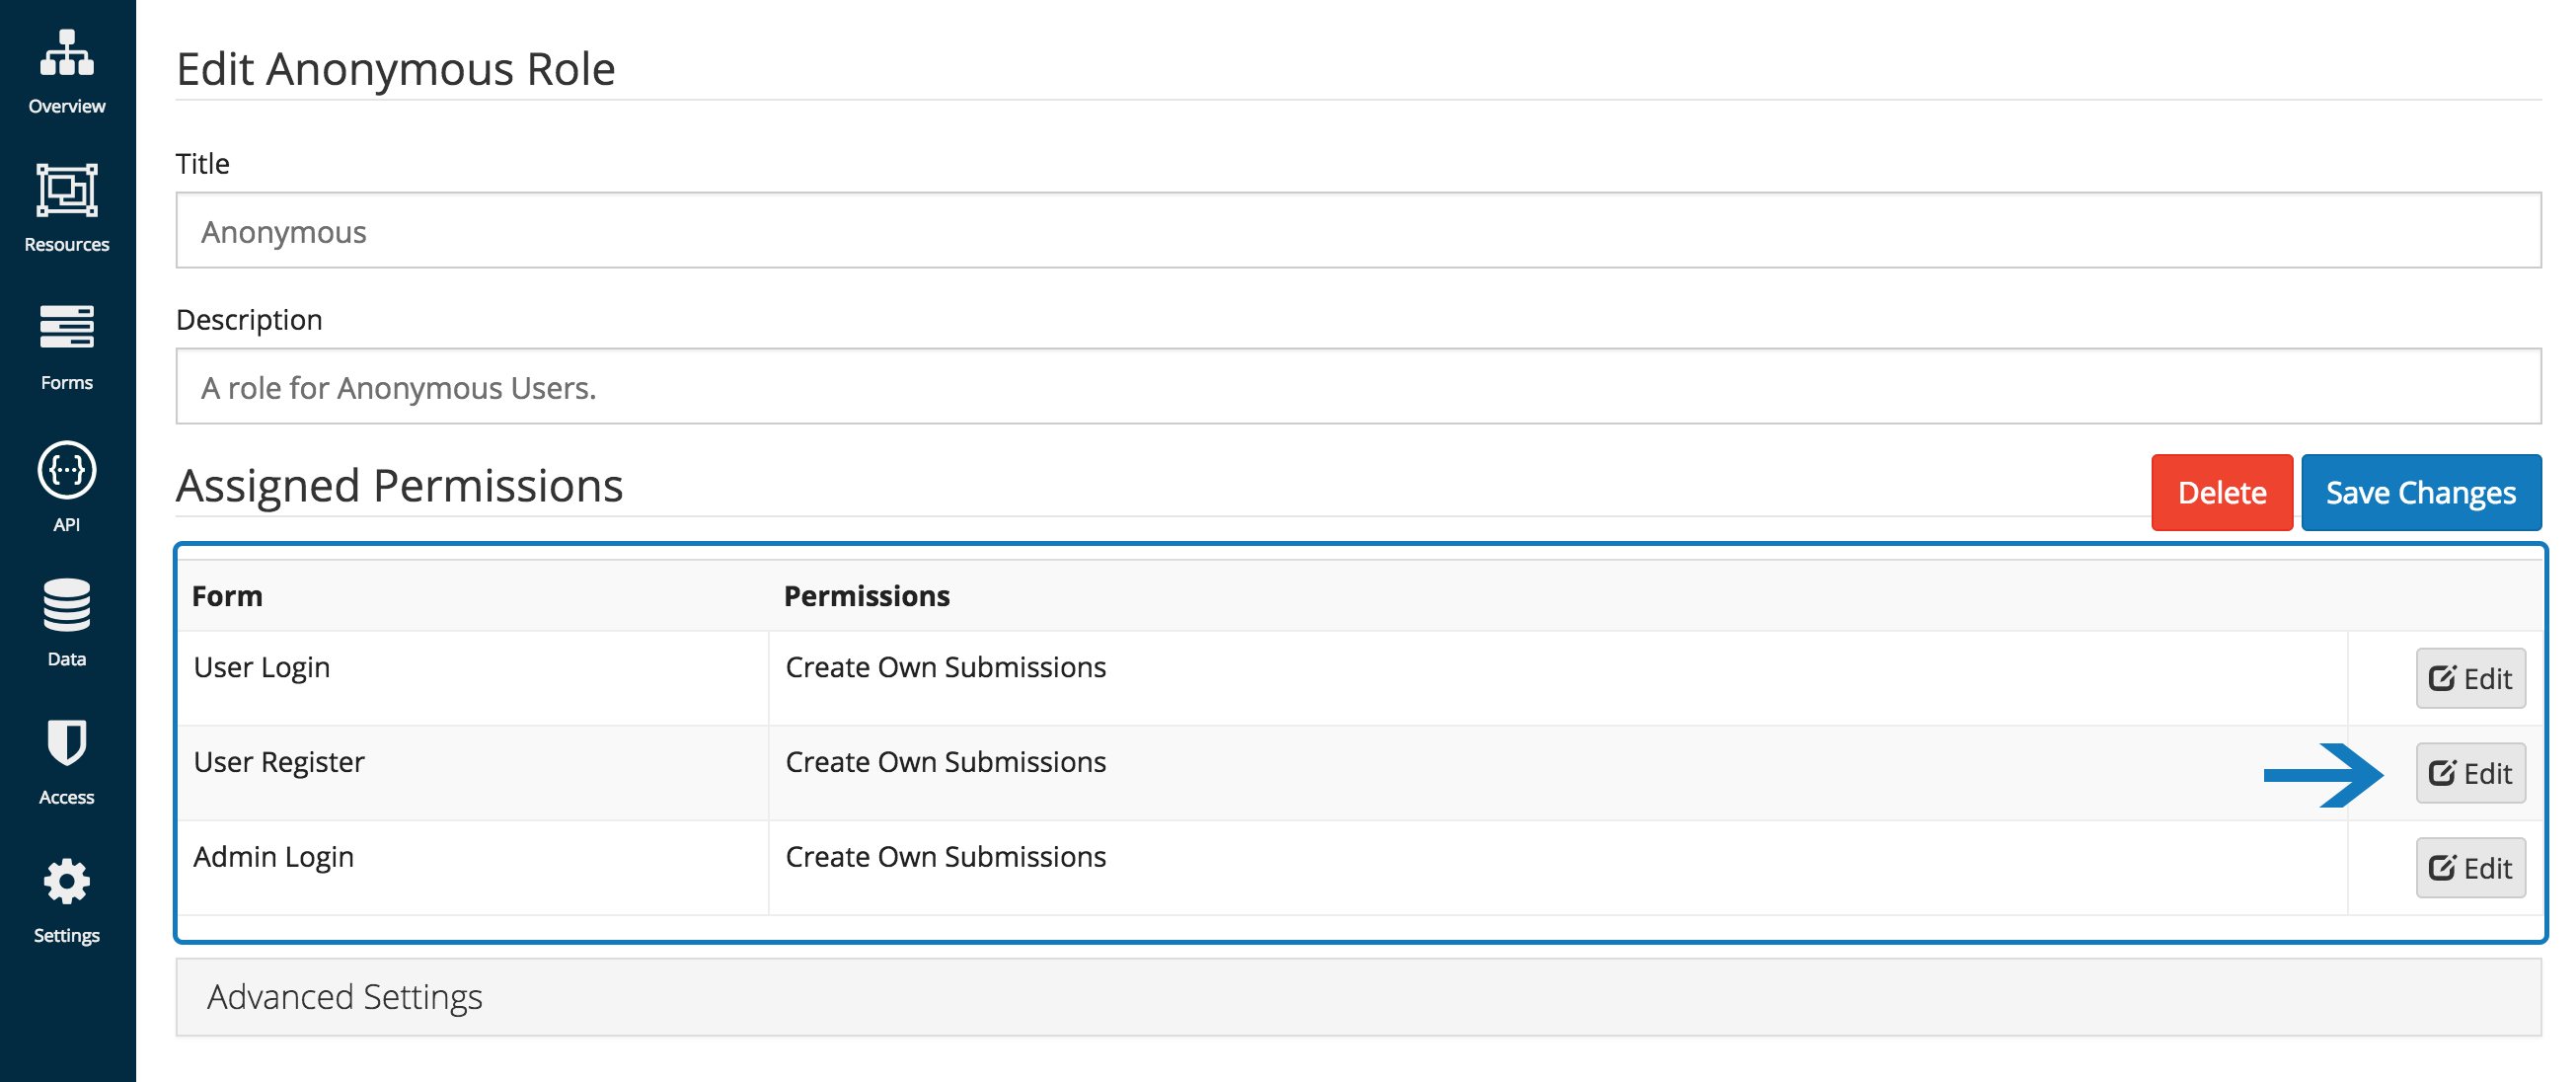 Overview
Resources
Forms
API
Data
Access
Settings
Edit Anonymous Role
Title
Anonymous
Description
A role for Anonymous Users.
Assigned Permissions
Delete
Save Changes
Form Permissions
User Login Create Own Submissions Edit
User Register Create Own Submissions Edit
Admin Login Create Own Submissions Edit
Advanced Settings